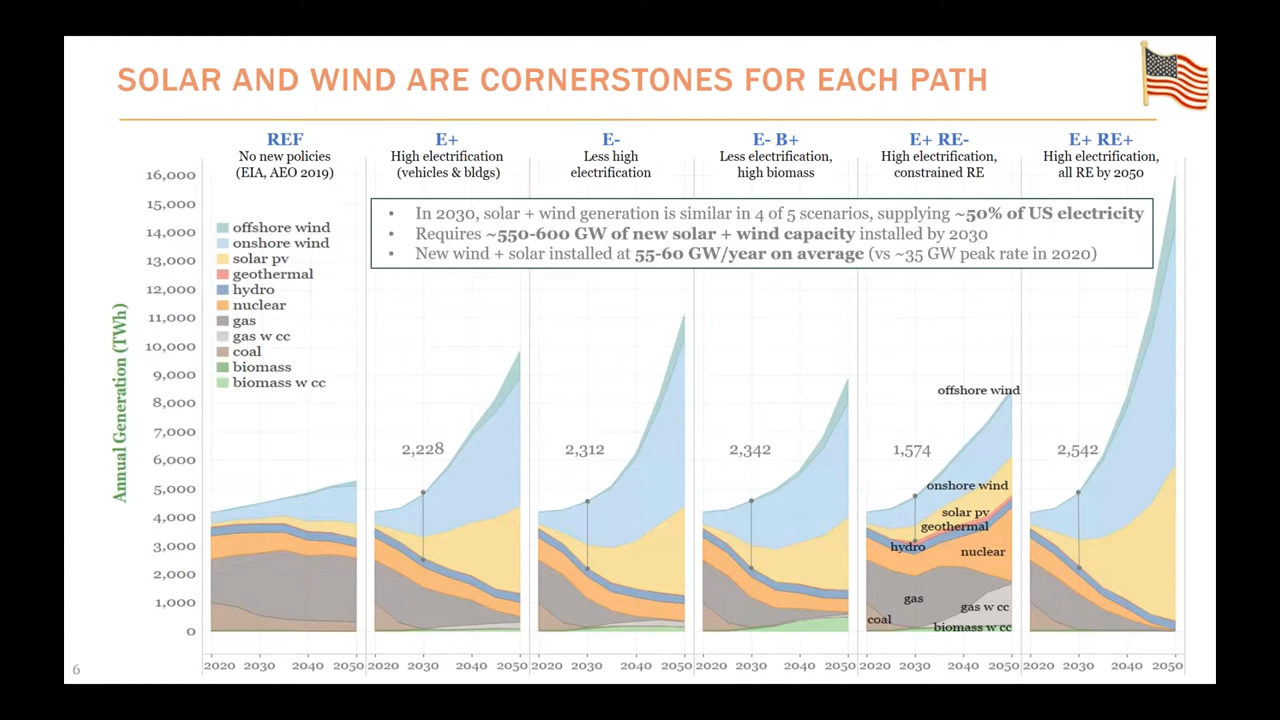 SOLAR AND WIND ARE CORNERSTONES FOR EACH PATH
REF
No new policies
(EIA, AEO 2019)
E+
High electrification
(vehicles & bldgs)
E-
Less high
electrification
E- B+
Less electrification,
high biomass
E+ RE-
High electrification,
constrained RE
E+ RE+
High electrification,
all RE by 2050
• In 2030, solar + wind generation is similar in 4 of 5 scenarios, supplying ~50% of US electricity
• Requires ~550-600 GW of new solar + wind capacity installed by 2030
• New wind + solar installed at 55-60 GW/year on average (vs ~35 GW peak rate in 2020)
Annual Generation (TWh)
16,000
15,000
14,000
13,000
12,000
11,000
10,000
9,000
8,000
7,000
6,000
5,000
4,000
3,000
2,000
1,000
0
offshore wind
onshore wind
solar pv
geothermal
hydro
nuclear
gas
gas w cc
coal
biomass
biomass w cc
2,228
2,312
2,342
1,574
2,542
offshore wind
onshore wind
solar pv
geothermal
hydro
nuclear
gas
gas w cc
coal
biomass w cc
2020 2030 2040 2050
2020 2030 2040 2050
2020 2030 2040 2050
2020 2030 2040 2050
2020 2030 2040 2050
2020 2030 2040 2050
6